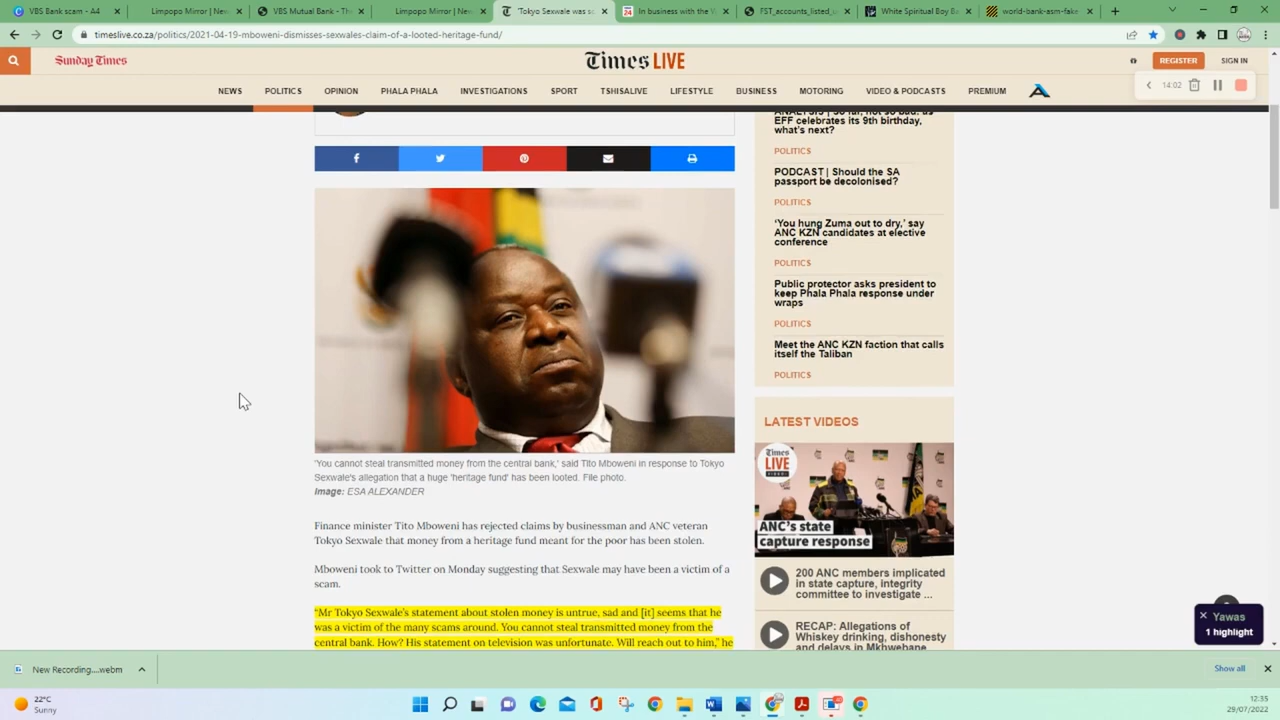 VBS Bank scam - A4
Limpopo Mirror | New
VBS Mutual Bank - Th
Limpopo Mirror | New
Tokyo Sexwale was sc
In business with the V
FST_accounts_listed_s
White Spiritual Boy Ba
world-bank-asm-fake
timeslive.co.za/politics/2021-04-19-mboweni-dismisses-sexwales-claim-of-a-looted-heritage-fund/
Sunday Times
Times LIVE
REGISTER
SIGN IN
NEWS
POLITICS
OPINION
PHALA PHALA
INVESTIGATIONS
SPORT
TSHISALIVE
LIFESTYLE
BUSINESS
MOTORING
VIDEO & PODCASTS
PREMIUM
14:02
EFF celebrates its 9th birthday,
what's next?
POLITICS
PODCAST | Should the SA
passport be decolonised?
POLITICS
'You hung Zuma out to dry,' say
ANC KZN candidates at elective
conference
POLITICS
Public protector asks president to
keep Phala Phala response under
wraps
POLITICS
Meet the ANC KZN faction that calls
itself the Taliban
POLITICS
'You cannot steal transmitted money from the central bank,' said Tito Mboweni in response to Tokyo
Sexwale's allegation that a huge 'heritage fund' has been looted. File photo.
Image: ESA ALEXANDER
Finance minister Tito Mboweni has rejected claims by businessman and ANC veteran
Tokyo Sexwale that money from a heritage fund meant for the poor has been stolen.
Mboweni took to Twitter on Monday suggesting that Sexwale may have been a victim of a
scam.
“Mr Tokyo Sexwale's statement about stolen money is untrue, sad and [it] seems that he
was a victim of the many scams around. You cannot steal transmitted money from the
central bank. How? His statement on television was unfortunate. Will reach out to him,” he
LATEST VIDEOS
Times
LIVE
VIDEO
ANC's state
capture response
200 ANC members implicated
in state capture, integrity
committee to investigate ...
RECAP: Allegations of
Whiskey drinking, dishonesty
and delays in Mkhwebane
Yawas
1 highlight
New Recording....webm
Show all
22°C
Sunny
12:35
29/07/2022